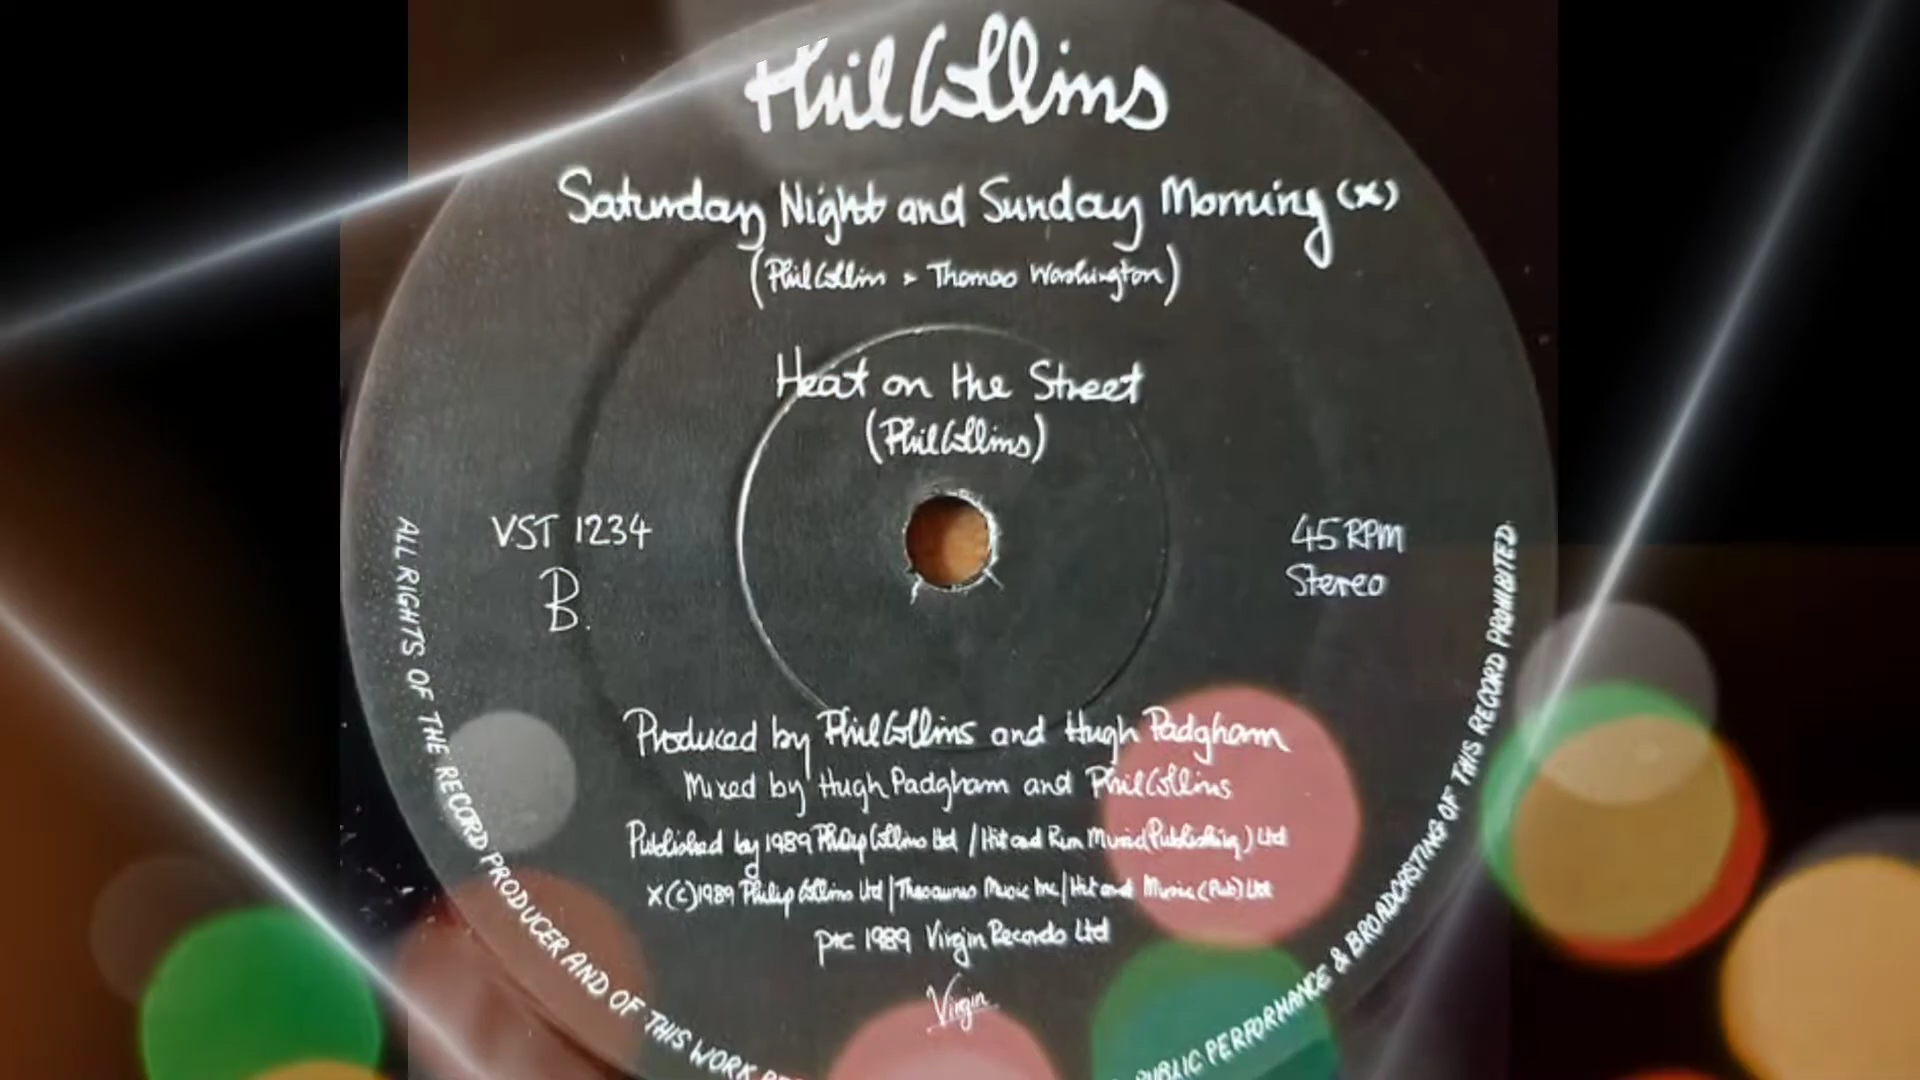 Phil Collins
Saturday Night and Sunday Morning (x)
(Phil Collins & Thomas Washington)
Heat on the Street
(Phil Collins)
VST 1234
B.
45 RPM
Stereo
Produced by Phil Collins and Hugh Padgham
Mixed by Hugh Padgham and Phil Collins
Published by 1989 Philip Collins Ltd / Hit and Run Music (Publishing) Ltd
X (C) 1989 Philip Collins Ltd / Thesaurus Music Inc / Hit and Music (Pub) Ltd
P+C 1989 Virgin Records Ltd
Virgin
ALL RIGHTS OF THE RECORD PRODUCER AND OF THIS WORK
PUBLIC PERFORMANCE & BROADCASTING OF THIS RECORD PROHIBITED.